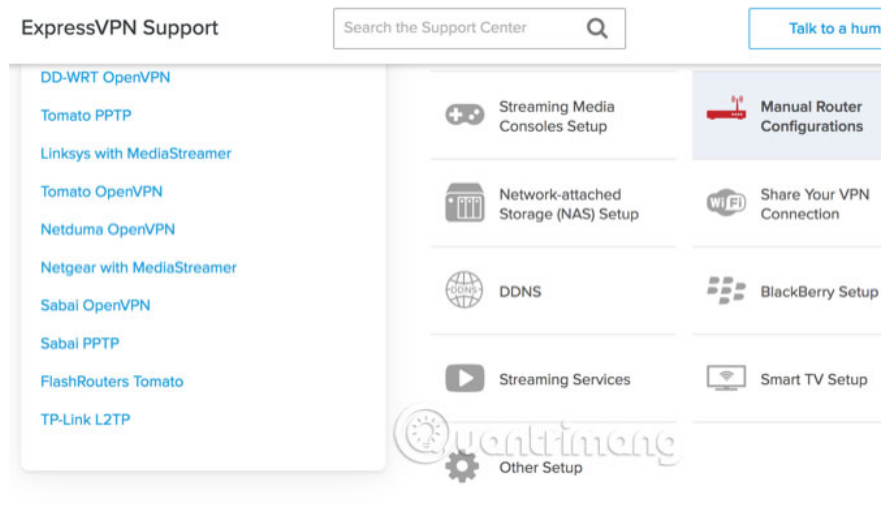 ExpressVPN Support
Search the Support Center
Talk to a hum
DD-WRT OpenVPN
Tomato PPTP
Linksys with MediaStreamer
Tomato OpenVPN
Netduma OpenVPN
Netgear with MediaStreamer
Sabai OpenVPN
Sabai PPTP
FlashRouters Tomato
TP-Link L2TP
Streaming Media
Consoles Setup
Manual Router
Configurations
Network-attached
Storage (NAS) Setup
WiFi
Share Your VPN
Connection
DDNS
DDNS
BlackBerry Setup
Streaming Services
Smart TV Setup
Quantrimang
Other Setup